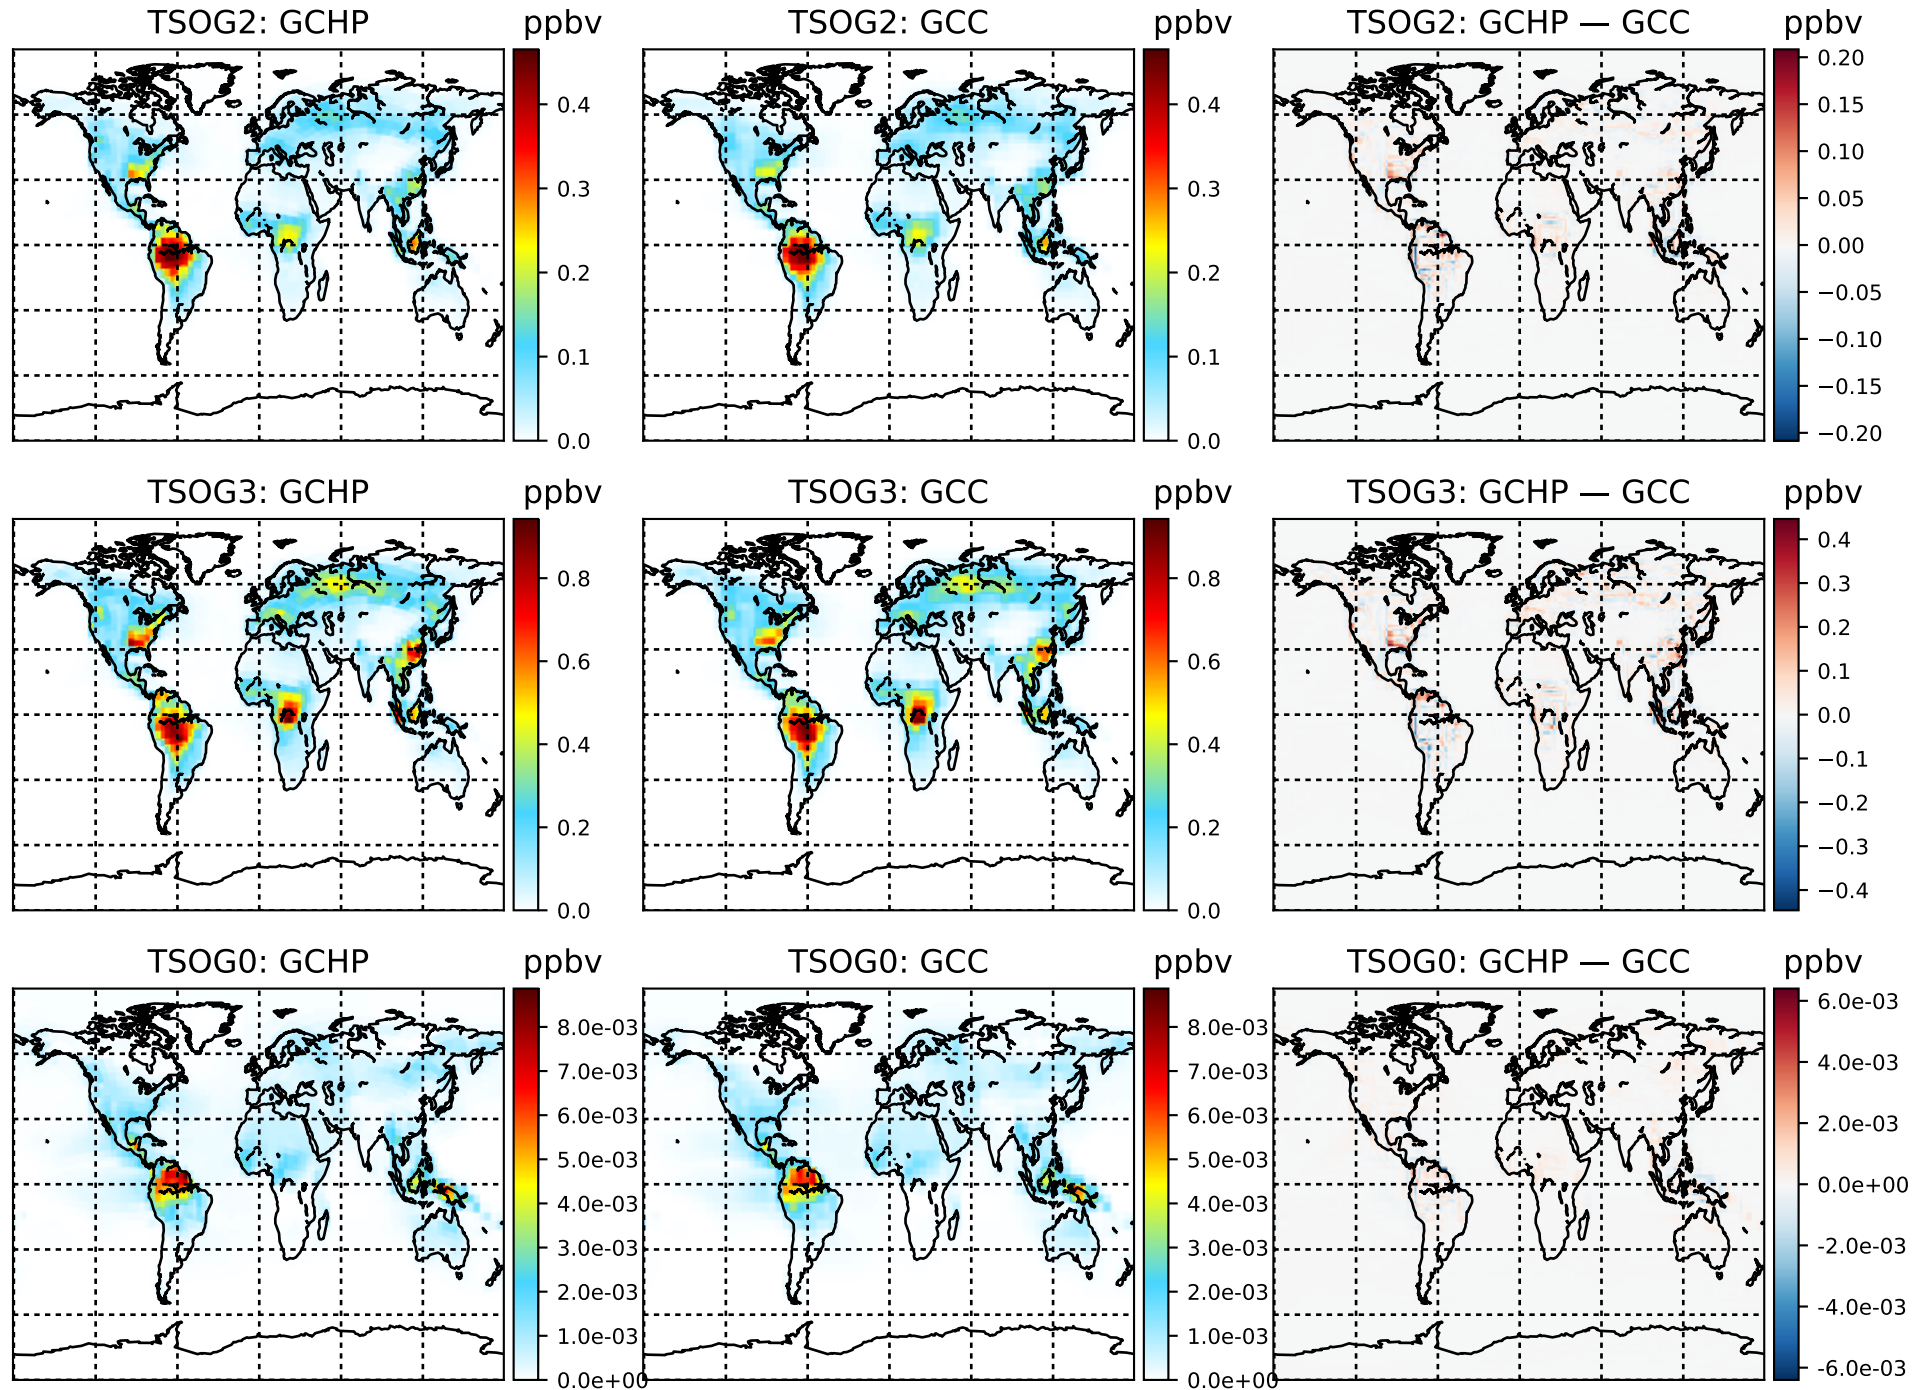 TSOG2: GCHP ppbv TSOG2: GCC ppbv TSOG2: GCHP — GCC ppbv
0.4
0.3
0.2
0.1
0.0
0.4
0.3
0.2
0.1
0.0
0.20
0.15
0.10
0.05
0.00
−0.05
−0.10
−0.15
−0.20
TSOG3: GCHP ppbv TSOG3: GCC ppbv TSOG3: GCHP — GCC ppbv
0.8
0.6
0.4
0.2
0.0
0.8
0.6
0.4
0.2
0.0
0.4
0.3
0.2
0.1
0.0
−0.1
−0.2
−0.3
−0.4
TSOG0: GCHP ppbv TSOG0: GCC ppbv TSOG0: GCHP — GCC ppbv
8.0e-03
7.0e-03
6.0e-03
5.0e-03
4.0e-03
3.0e-03
2.0e-03
1.0e-03
0.0e+00
8.0e-03
7.0e-03
6.0e-03
5.0e-03
4.0e-03
3.0e-03
2.0e-03
1.0e-03
0.0e+00
6.0e-03
4.0e-03
2.0e-03
0.0e+00
-2.0e-03
-4.0e-03
-6.0e-03